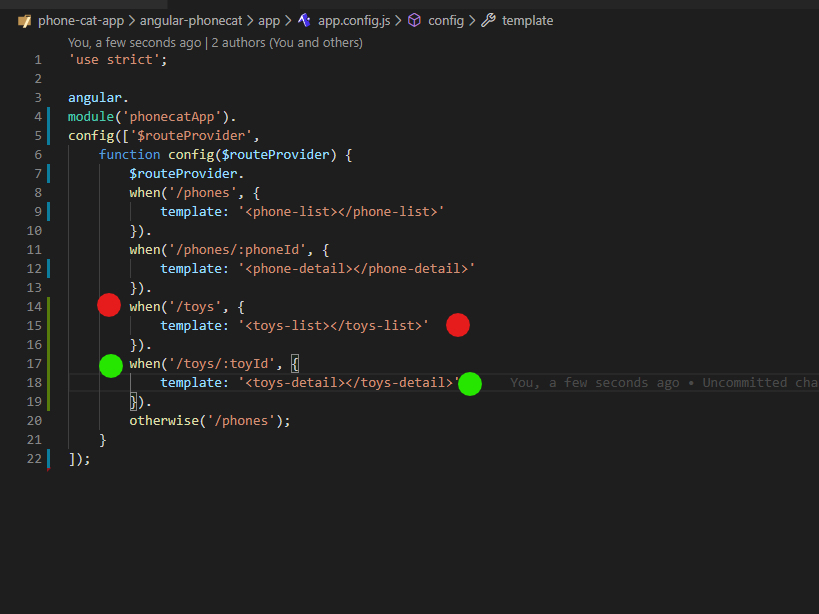 phone-cat-app > angular-phonecat > app > app.config.js > config > template
You, a few seconds ago | 2 authors (You and others)
1 'use strict';
2
3 angular.
4 module('phonecatApp').
5 config(['$routeProvider',
6 function config($routeProvider) {
7 $routeProvider.
8 when('/phones', {
9 template: '<phone-list></phone-list>'
10 }).
11 when('/phones/:phoneId', {
12 template: '<phone-detail></phone-detail>'
13 }).
14 when('/toys', {
15 template: '<toys-list></toys-list>'
16 }).
17 when('/toys/:toyId', {
18 template: '<toys-detail></toys-detail>' You, a few seconds ago • Uncommitted cha
19 }).
20 otherwise('/phones');
21 }
22 ]);